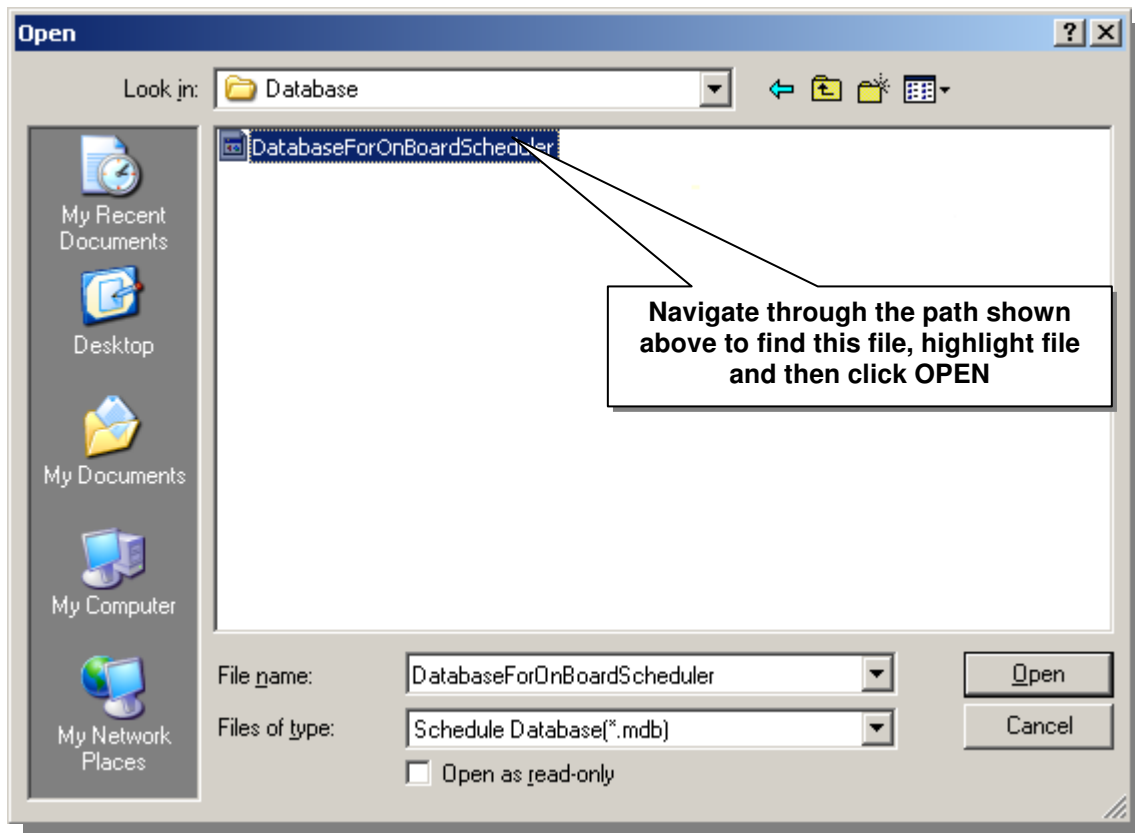 Open
Look in: Database
DatabaseForOnBoardScheduler
My Recent
Documents
Desktop
My Documents
My Computer
My Network
Places
Navigate through the path shown
above to find this file, highlight file
and then click OPEN
File name: DatabaseForOnBoardScheduler Open
Files of type: Schedule Database(*.mdb) Cancel
Open as read-only